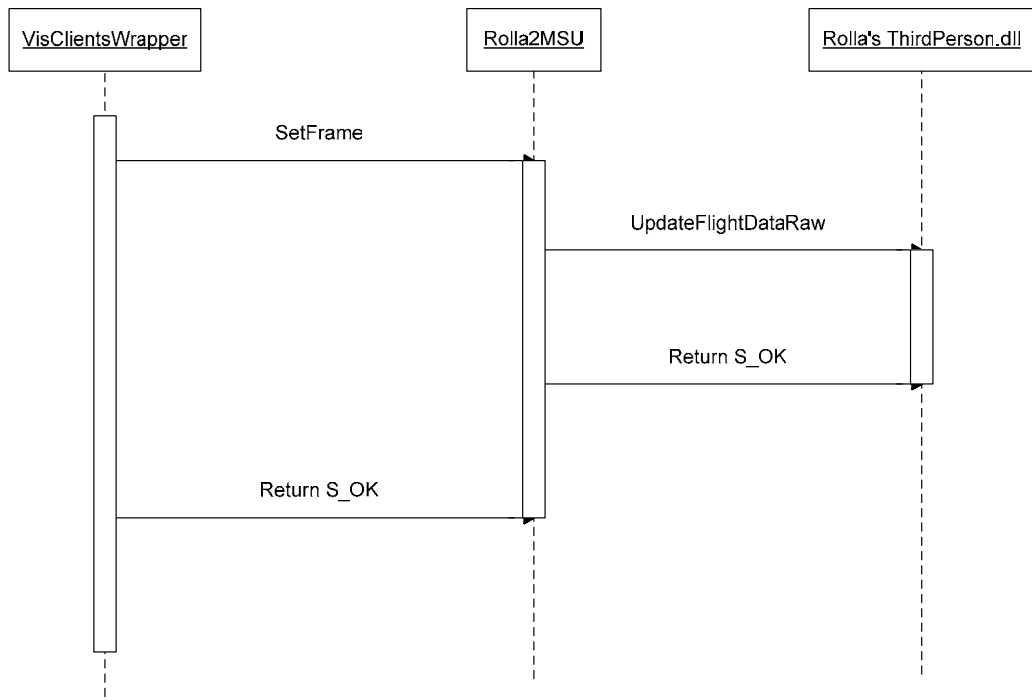 VisClientsWrapper
Rolla2MSU
Rolla's ThirdPerson.dll
SetFrame
UpdateFlightDataRaw
Return S_OK
Return S_OK